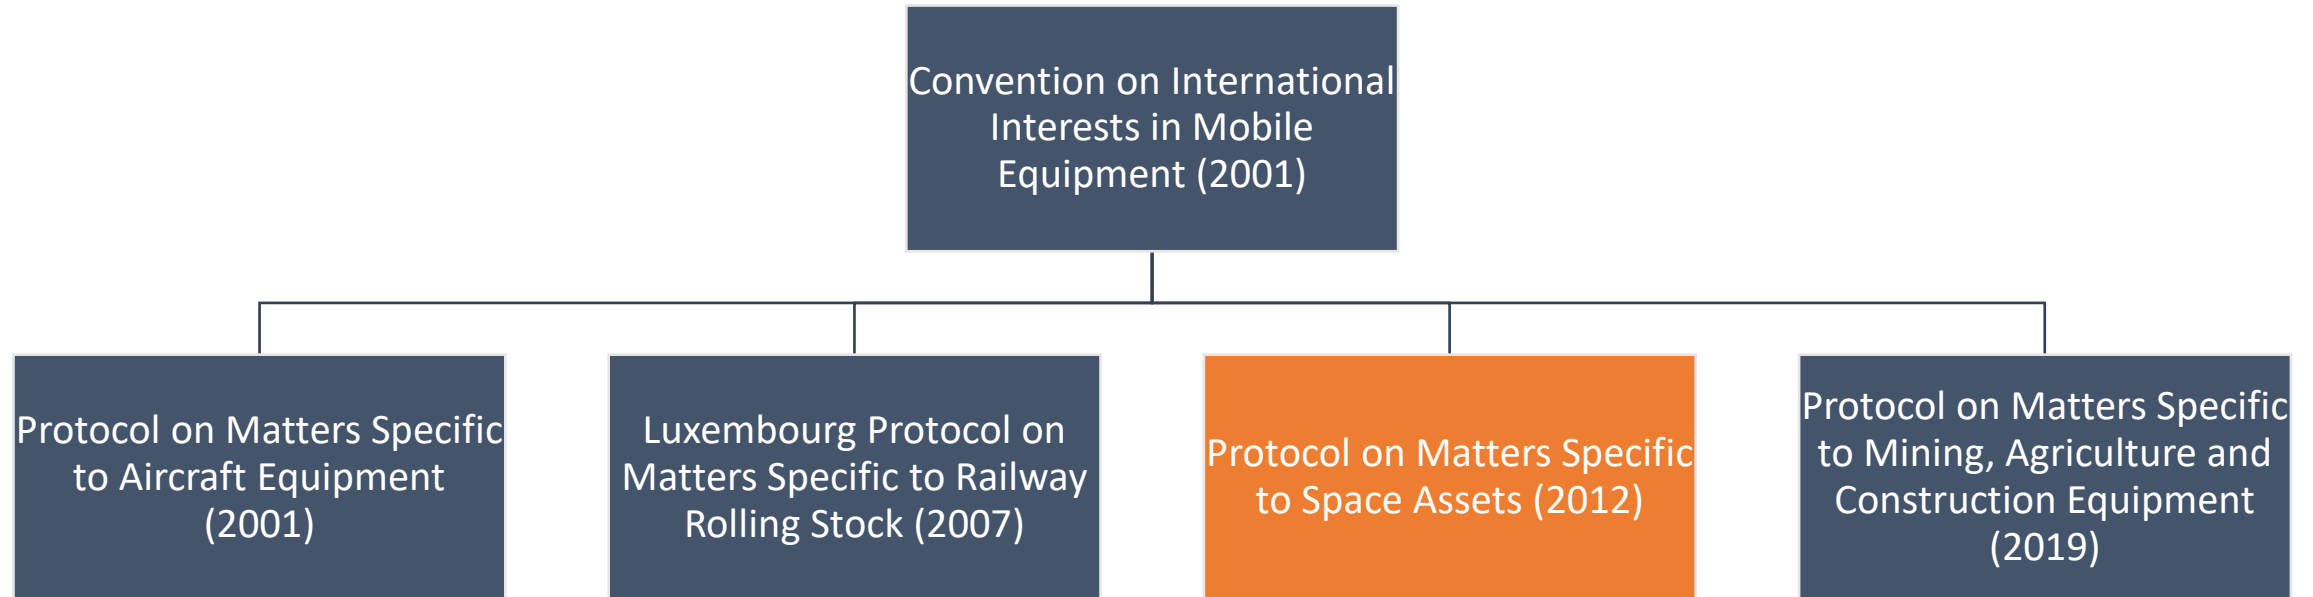 Convention on International
Interests in Mobile
Equipment (2001)
Protocol on Matters Specific
to Aircraft Equipment
(2001)
Luxembourg Protocol on
Matters Specific to Railway
Rolling Stock (2007)
Protocol on Matters Specific
to Space Assets (2012)
Protocol on Matters Specific
to Mining, Agriculture and
Construction Equipment
(2019)